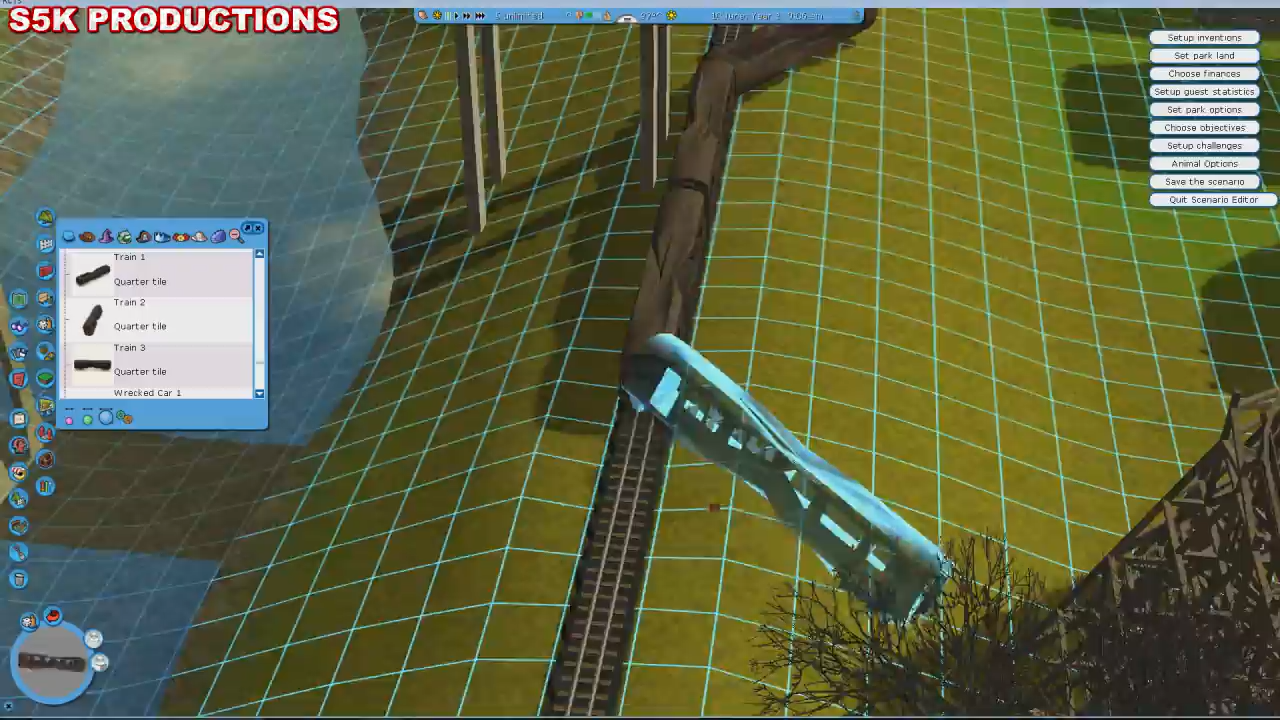 S5K PRODUCTIONS
Setup inventions
Set park land
Choose finances
Setup guest statistics
Set park options
Choose objectives
Setup challenges
Animal Options
Save the scenario
Quit Scenario Editor
Train 1
Quarter tile
Train 2
Quarter tile
Train 3
Quarter tile
Wrecked Car 1